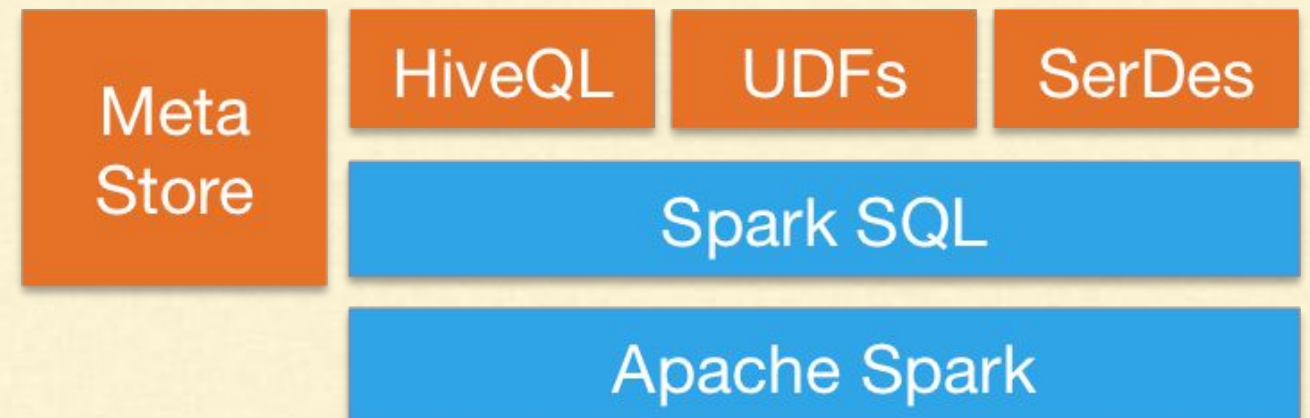 Meta
Store
HiveQL
UDFs
SerDes
Spark SQL
Apache Spark